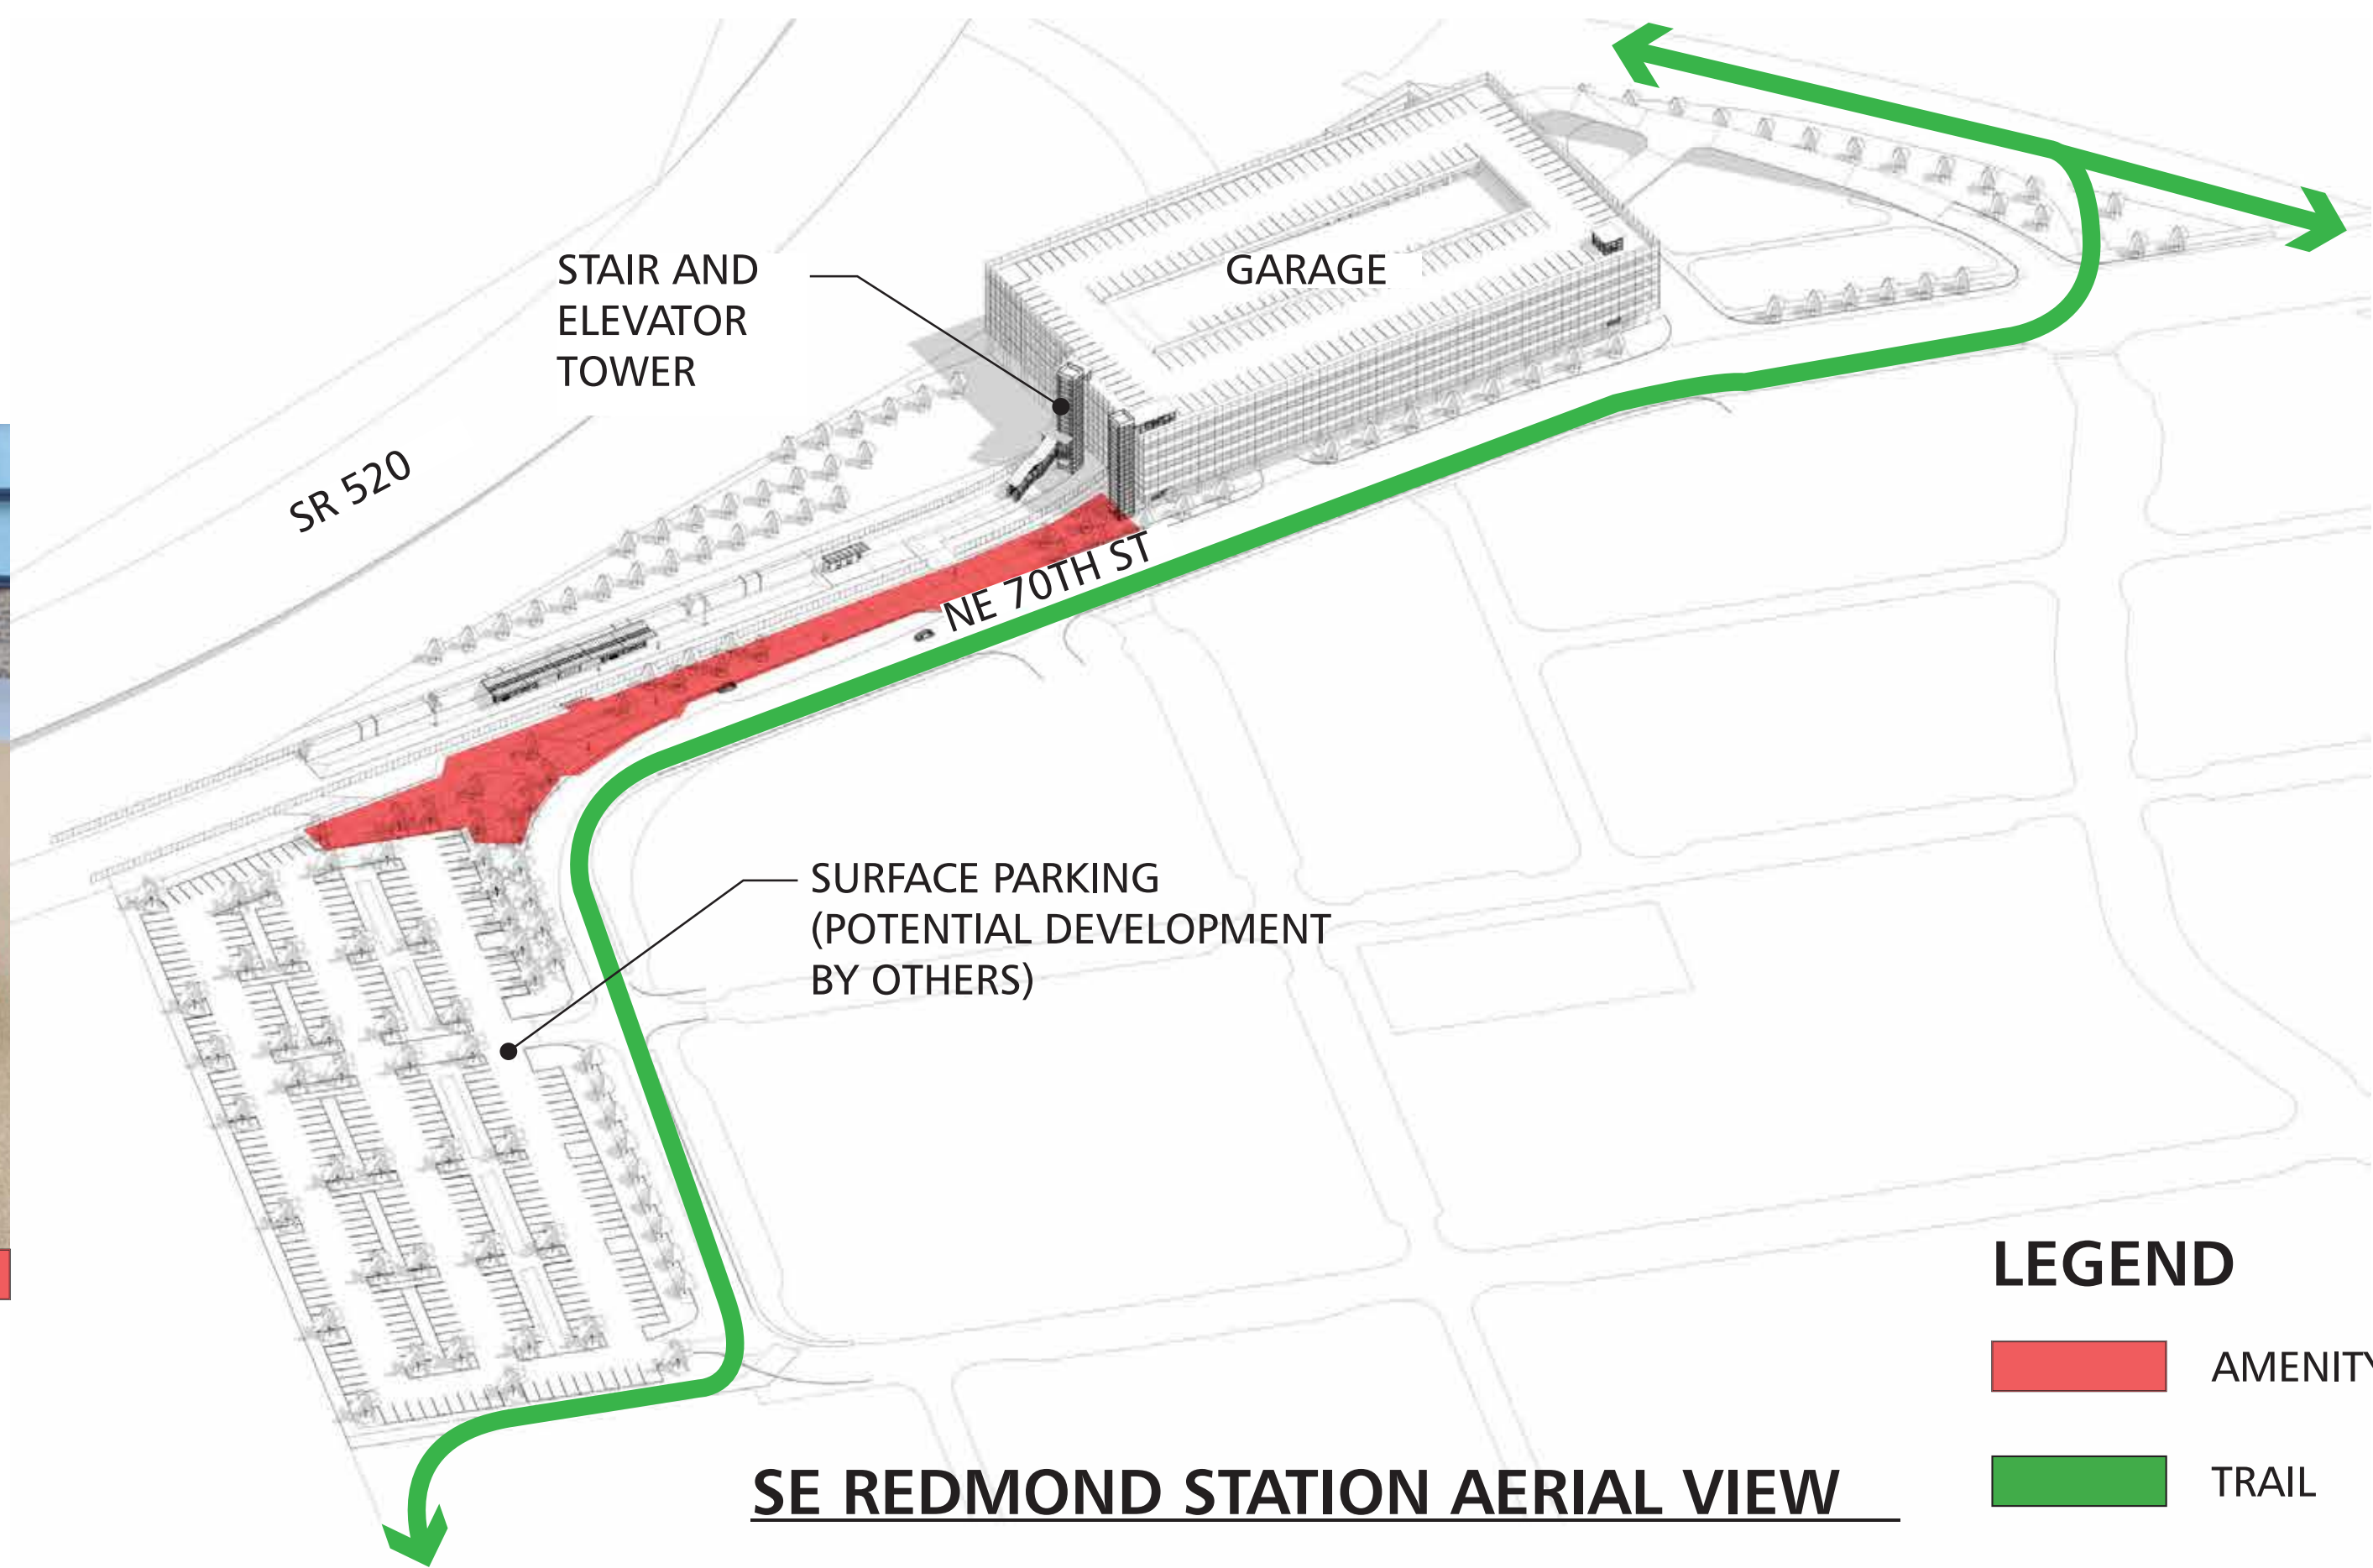 STAIR AND
ELEVATOR
TOWER
GARAGE
SR 520
NE 70TH ST
SURFACE PARKING
(POTENTIAL DEVELOPMENT
BY OTHERS)
LEGEND
AMENITY
TRAIL
SE REDMOND STATION AERIAL VIEW